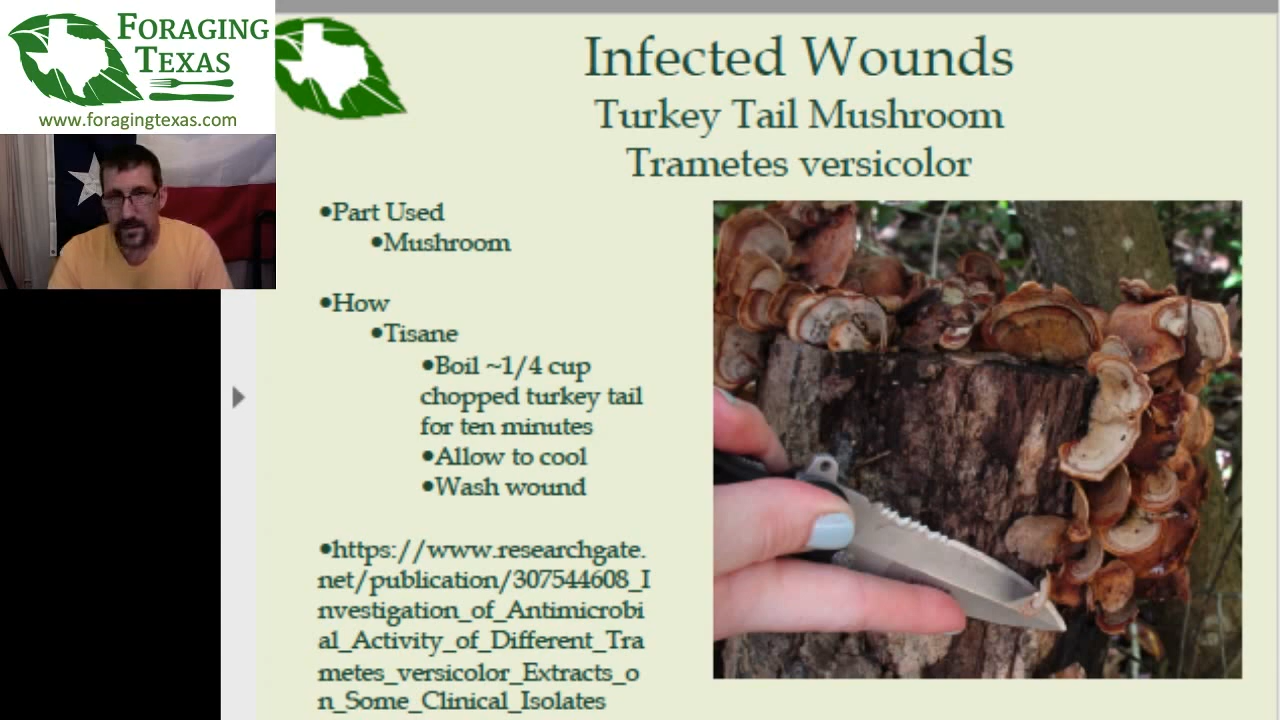 FORAGING
TEXAS
www.foragingtexas.com
Infected Wounds
Turkey Tail Mushroom
Trametes versicolor
•Part Used
•Mushroom
•How
•Tisane
•Boil ~1/4 cup
chopped turkey tail
for ten minutes
•Allow to cool
•Wash wound
•https://www.researchgate.
net/publication/307544608_I
nvestigation_of_Antimicrobi
al_Activity_of_Different_Tra
metes_versicolor_Extracts_o
n_Some_Clinical_Isolates